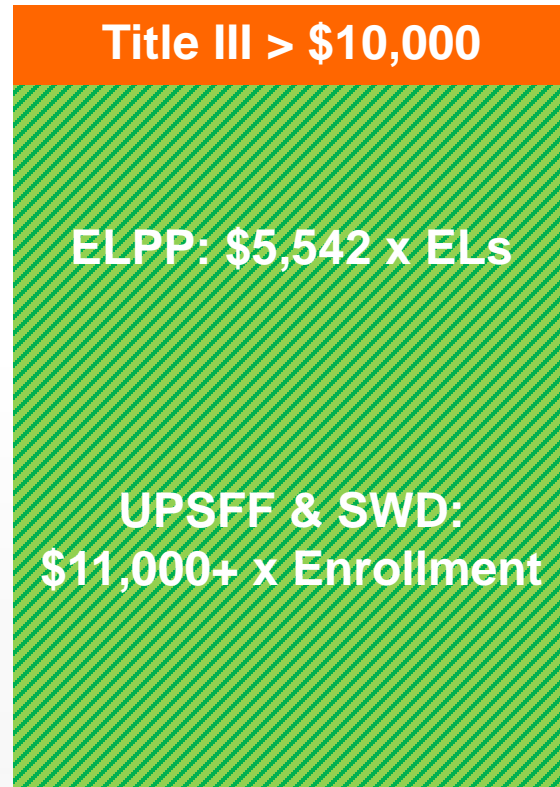 Title III > $10,000
ELPP: $5,542 x ELs
UPSFF & SWD:
$11,000+ x Enrollment